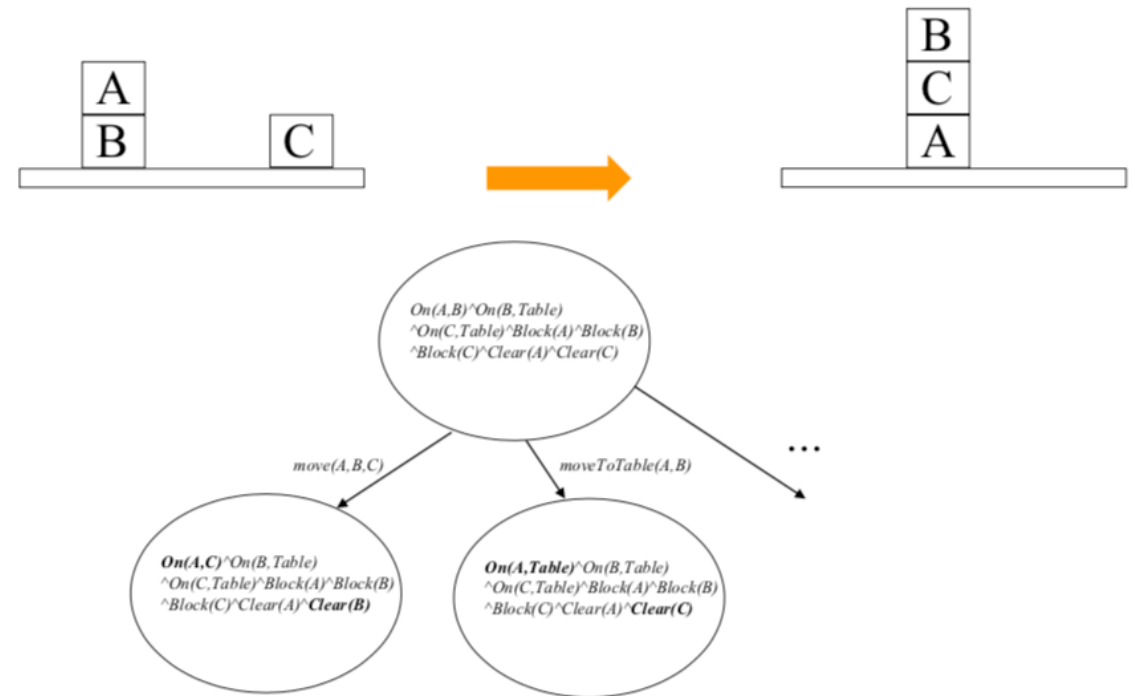 B
A
C
B
C
A
On(A,B)^On(B,Table)
^On(C,Table)^Block(A)^Block(B)
^Block(C)^Clear(A)^Clear(C)
...
move(A,B,C)
moveToTable(A,B)
On(A,C)^On(B,Table)
^On(C,Table)^Block(A)^Block(B)
^Block(C)^Clear(A)^Clear(B)
On(A,Table)^On(B,Table)
^On(C,Table)^Block(A)^Block(B)
^Block(C)^Clear(A)^Clear(C)